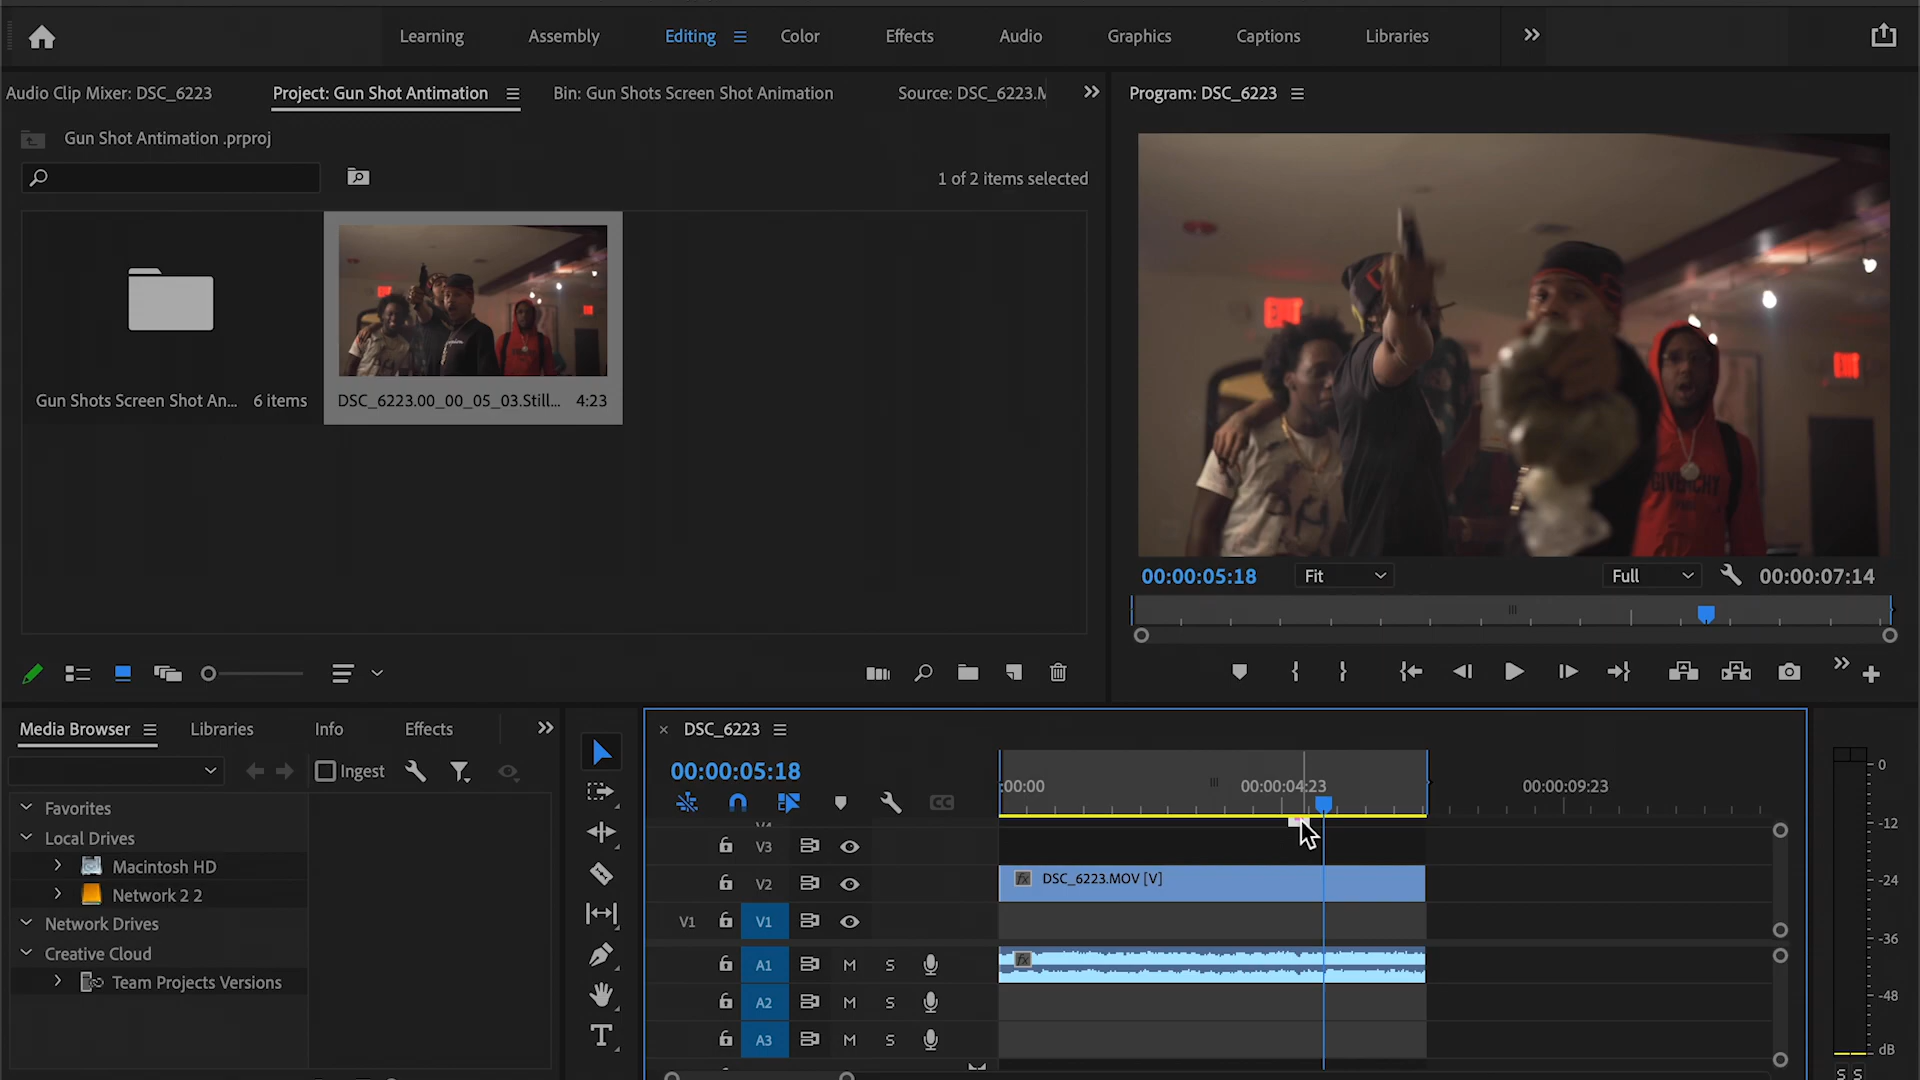 Learning
Assembly
Editing
Color
Effects
Audio
Graphics
Captions
Libraries
Audio Clip Mixer: DSC_6223
Project: Gun Shot Antimation
Bin: Gun Shots Screen Shot Animation
Source: DSC_6223.M
Program: DSC_6223
Gun Shot Antimation .prproj
1 of 2 items selected
Gun Shots Screen Shot An... 6 items
DSC_6223.00_00_05_03.Still... 4:23
GIVENCHY
00:00:05:18
Fit
Full
00:00:07:14
Media Browser
Libraries
Info
Effects
Ingest
Favorites
Local Drives
Macintosh HD
Network 2 2
Network Drives
Creative Cloud
Team Projects Versions
× DSC_6223
00:00:05:18
:00:00
00:00:04:23
00:00:09:23
CC
V4
V3
fx DSC_6223.MOV [V]
V2
V1 V1
fx
A1 M S
A2 M S
A3 M S
T
0
-12
-24
-36
-48
dB
S S